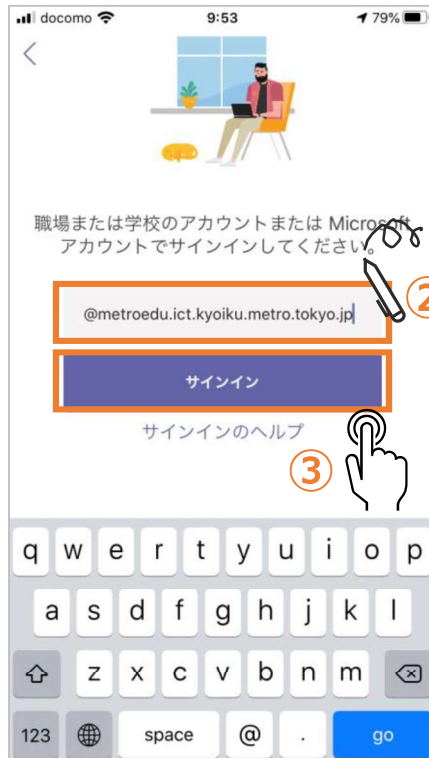 docomo 9:53 79%
職場または学校のアカウントまたは Microsoft
アカウントでサインインしてください。
②
@metroedu.ict.kyoiku.metro.tokyo.jp
サインイン
サインインのヘルプ
③
q w e r t y u i o p
a s d f g h j k l
z x c v b n m
123 space @ . go